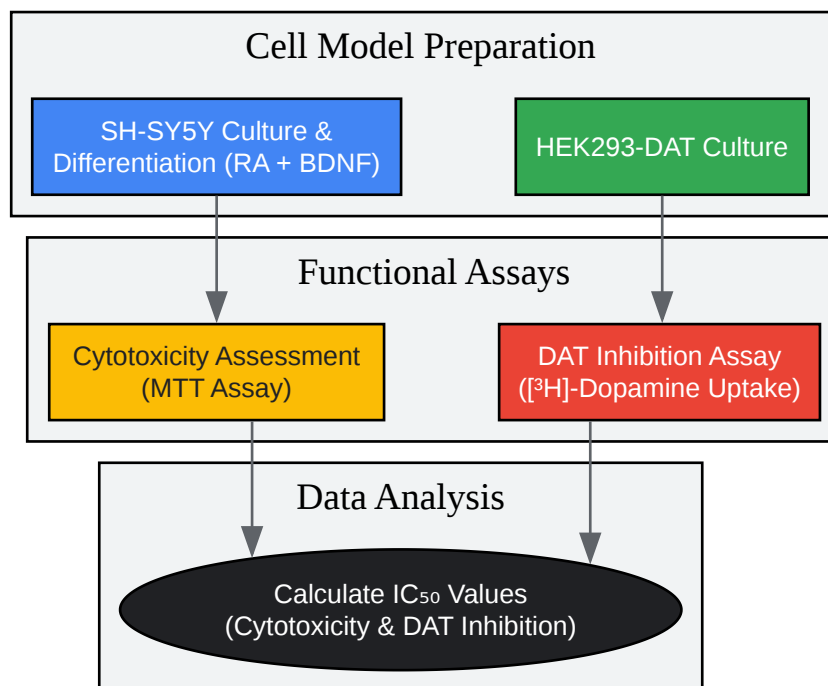 Cell Model Preparation
SH-SY5Y Culture &
Differentiation (RA + BDNF)
HEK293-DAT Culture
Functional Assays
Cytotoxicity Assessment
(MTT Assay)
DAT Inhibition Assay
([³H]-Dopamine Uptake)
Data Analysis
Calculate IC₅₀ Values
(Cytotoxicity & DAT Inhibition)